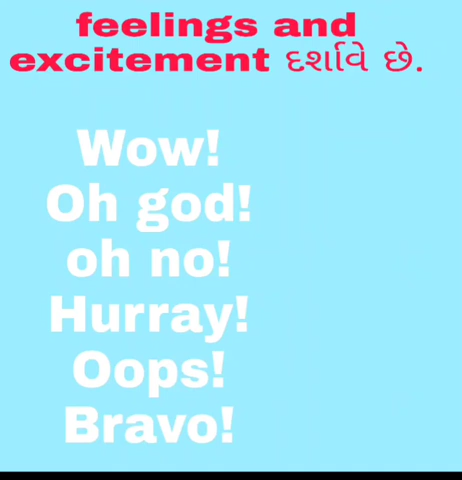 feelings and
excitement દર્શાવે છે.
Wow!
Oh god!
oh no!
Hurray!
Oops!
Bravo!